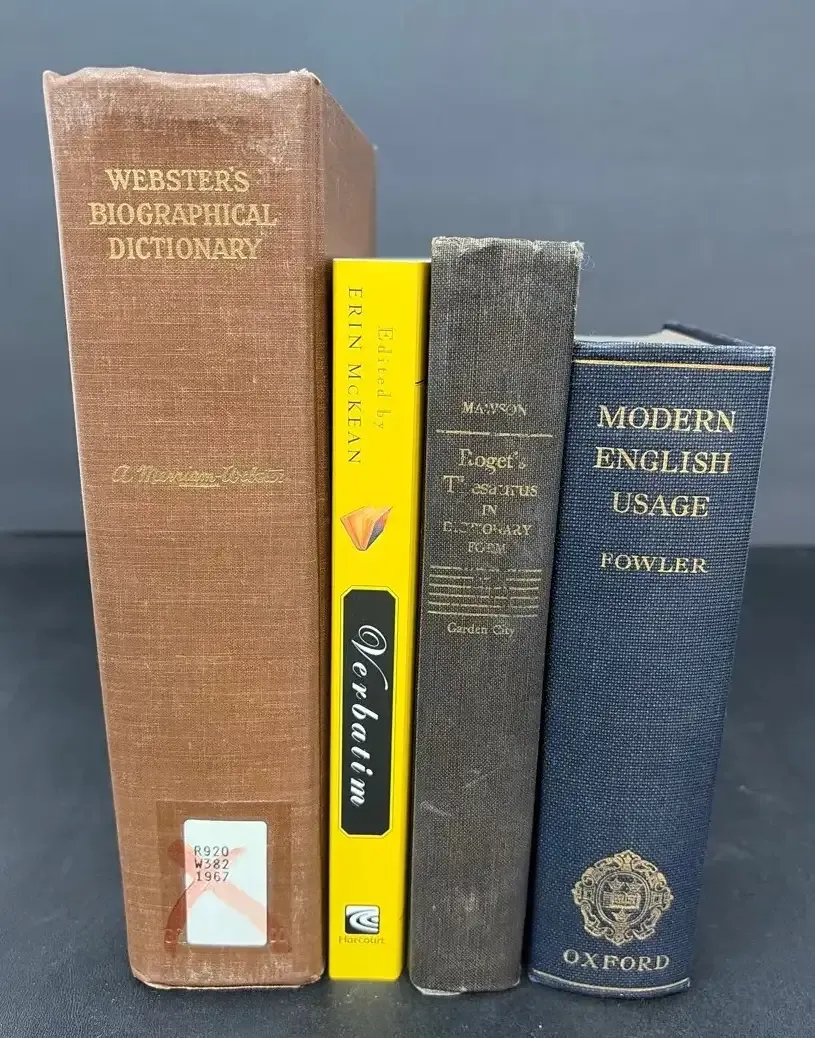 WEBSTER'S
BIOGRAPHICAL
DICTIONARY
A Merriam-Webster
R920
W382
1967
Edited by
ERIN McKEAN
Verbatim
Harcourt
MAWSON
Roget's
Thesaurus
IN
DICTIONARY
FORM
Garden City
MODERN
ENGLISH
USAGE
FOWLER
OXFORD